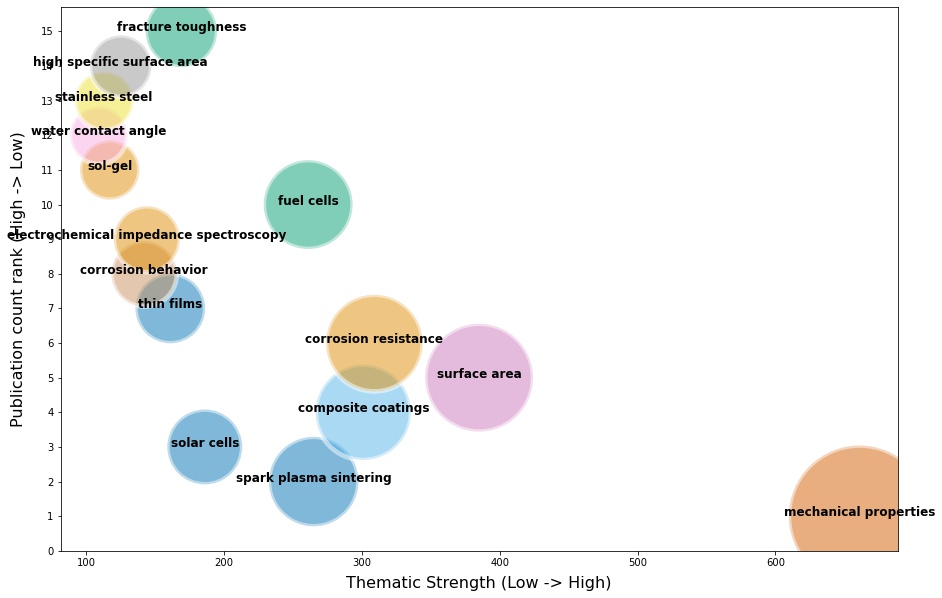 15
fracture toughness
14
high specific surface area
13
stainless steel
12
water contact angle
11
sol-gel
10
fuel cells
9
electrochemical impedance spectroscopy
8
corrosion behavior
7
thin films
6
corrosion resistance
5
surface area
4
composite coatings
3
solar cells
2
spark plasma sintering
1
mechanical properties
0
100 200 300 400 500 600
Publication count rank (High -> Low)
Thematic Strength (Low -> High)